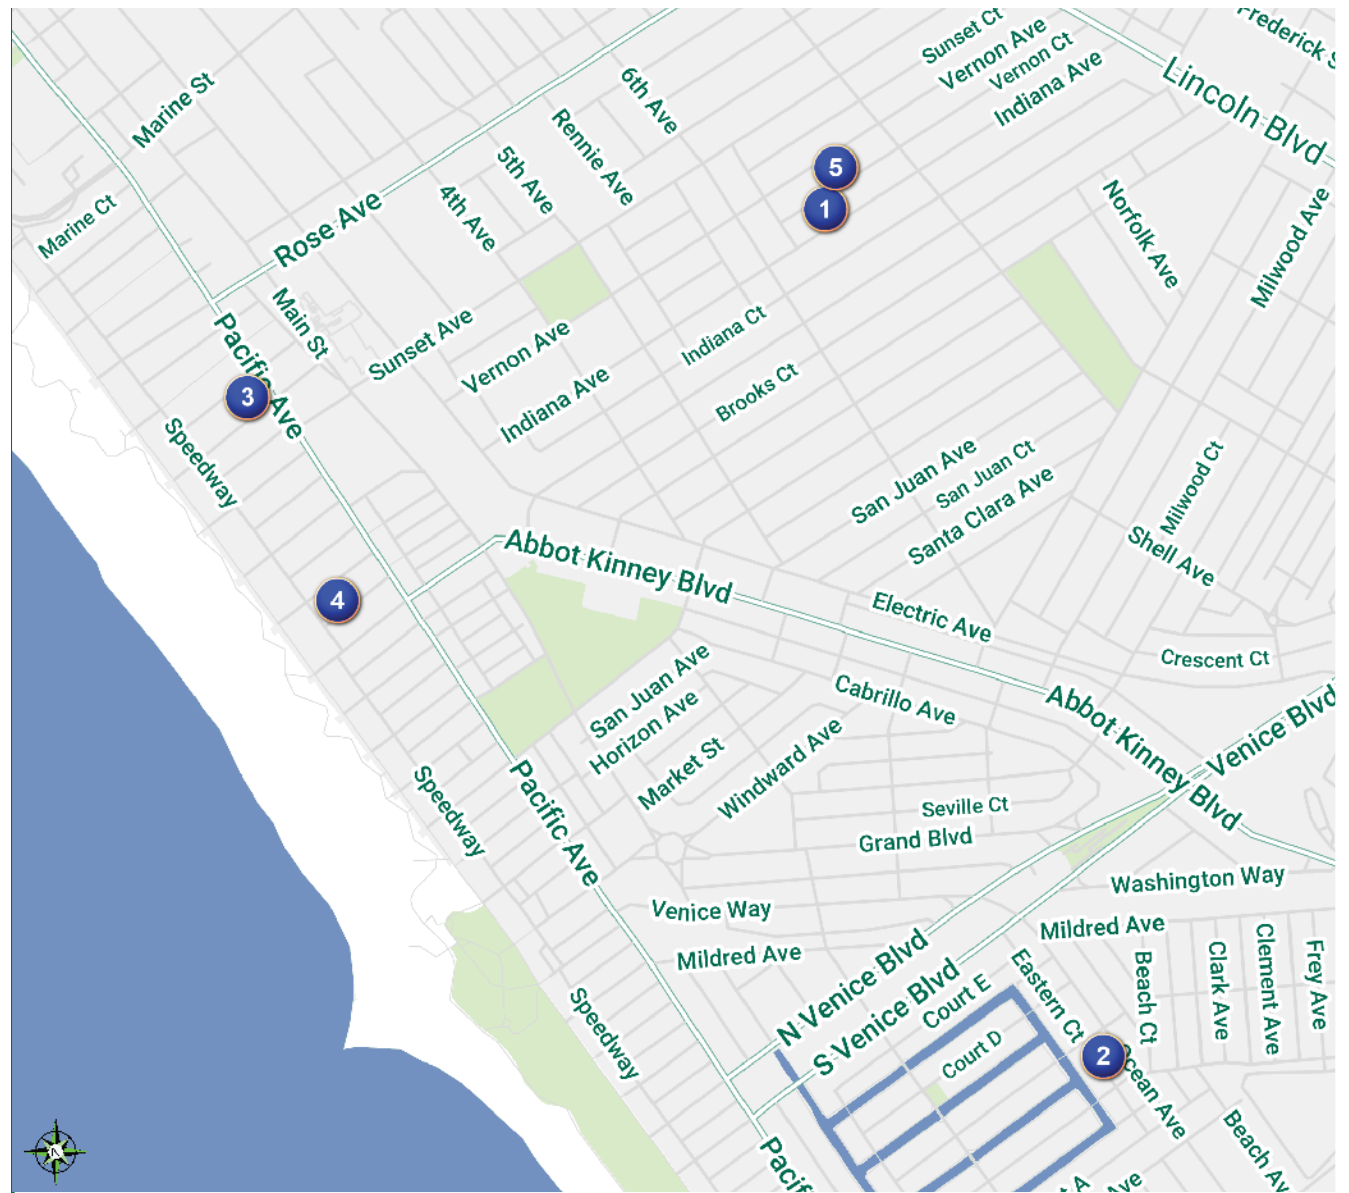 Sunset Ct
Vernon Ave
Vernon Ct
Indiana Ave
Lincoln Blvd
Marine St
6th Ave
Rennie Ave
5th Ave
4th Ave
5
1
Norfolk Ave
Milwood Ave
Marine Ct
Rose Ave
Main St
Pacific Ave
Sunset Ave
Vernon Ave
Indiana Ave
Indiana Ct
Brooks Ct
3
Speedway
San Juan Ave
San Juan Ct
Santa Clara Ave
Milwood Ct
Shell Ave
Abbot Kinney Blvd
4
Electric Ave
Crescent Ct
San Juan Ave
Horizon Ave
Market St
Windward Ave
Cabrillo Ave
Abbot Kinney Blvd
Venice Blvd
Speedway
Pacific Ave
Seville Ct
Grand Blvd
Washington Way
Venice Way
Mildred Ave
Mildred Ave
N Venice Blvd
S Venice Blvd
Court E
Court D
Eastern Ct
Beach Ct
Clark Ave
Clement Ave
Frey Ave
Speedway
2
cean Ave
Beach Av
Pacif
t A
Ave
N